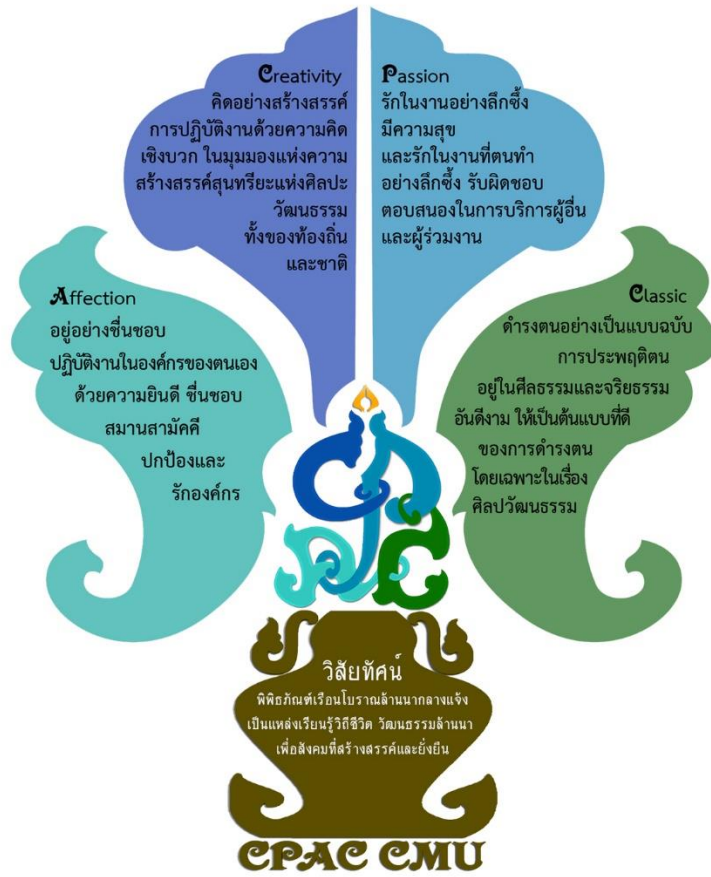 Creativity
คิดอย่างสร้างสรรค์
การปฏิบัติงานด้วยความคิด
เชิงบวก ในมุมมองแห่งความ
สร้างสรรค์สุนทรียะแห่งศิลปะ
วัฒนธรรม
ทั้งของท้องถิ่น
และชาติ
Passion
รักในงานอย่างลึกซึ้ง
มีความสุข
และรักในงานที่ตนทำ
อย่างลึกซึ้ง รับผิดชอบ
ตอบสนองในการบริการผู้อื่น
และผู้ร่วมงาน
Affection
อยู่อย่างชื่นชอบ
ปฏิบัติงานในองค์กรของตนเอง
ด้วยความยินดี ชื่นชอบ
สมานสามัคคี
ปกป้องและ
รักองค์กร
Classic
ดำรงตนอย่างเป็นแบบฉบับ
การประพฤติตน
อยู่ในศีลธรรมและจริยธรรม
อันดีงาม ให้เป็นต้นแบบที่ดี
ของการดำรงตน
โดยเฉพาะในเรื่อง
ศิลปวัฒนธรรม
วิสัยทัศน์
พิพิธภัณฑ์เรือนโบราณล้านนากลางแจ้ง
เป็นแหล่งเรียนรู้วิถีชีวิต วัฒนธรรมล้านนา
เพื่อสังคมที่สร้างสรรค์และยั่งยืน
CPAC CMU